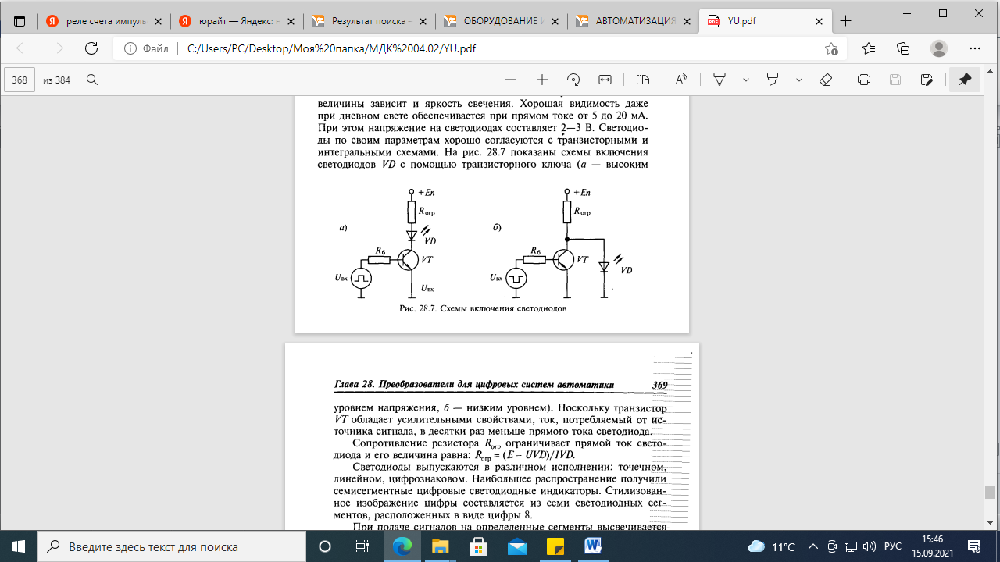 реле счета импуль
юрайт — Яндекс: н
Результат поиска –
ОБОРУДОВАНИЕ И
АВТОМАТИЗАЦИЯ
YU.pdf
Файл
C:/Users/PC/Desktop/Моя%20папка/МДК%2004.02/YU.pdf
368 из 384
величины зависит и яркость свечения. Хорошая видимость даже
при дневном свете обеспечивается при прямом токе от 5 до 20 мА.
При этом напряжение на светодиодах составляет 2—3 В. Светодио-
ды по своим параметрам хорошо согласуются с транзисторными и
интегральными схемами. На рис. 28.7 показаны схемы включения
светодиодов VD с помощью транзисторного ключа (а — высоким
+Eп
Rогр
а)
VD
Rб
VT
Uвх
Uвх
+Eп
Rогр
б)
Rб
VT
VD
Uвх
Рис. 28.7. Схемы включения светодиодов
Глава 28. Преобразователи для цифровых систем автоматики 369
уровнем напряжения, б — низким уровнем). Поскольку транзистор
VT обладает усилительными свойствами, ток, потребляемый от ис-
точника сигнала, в десятки раз меньше прямого тока светодиода.
Сопротивление резистора Rогр ограничивает прямой ток свето-
диода и его величина равна: Rогр = (E – UVD)/IVD.
Светодиоды выпускаются в различном исполнении: точечном,
линейном, цифрознаковом. Наибольшее распространение получили
семисегментные цифровые светодиодные индикаторы. Стилизован-
ное изображение цифры составляется из семи светодиодных сег-
ментов, расположенных в виде цифры 8.
При подаче сигналов на определенные сегменты высвечивается
Введите здесь текст для поиска
11°C
РУС
15:46
15.09.2021